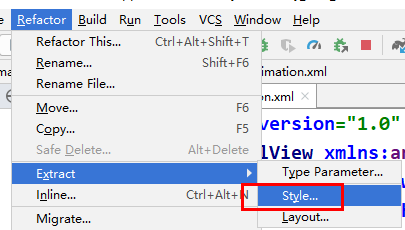 Refactor Build Run Tools VCS Window Help
Refactor This... Ctrl+Alt+Shift+T
Rename... Shift+F6
Rename File...
imation.xml
Move... F6
on.xml
Copy... F5
version="1.0"
Safe Delete... Alt+Delete
lView xmlns:an
Extract
Type Parameter...
Inline... Ctrl+Alt+N
Style...
Migrate...
Layout...